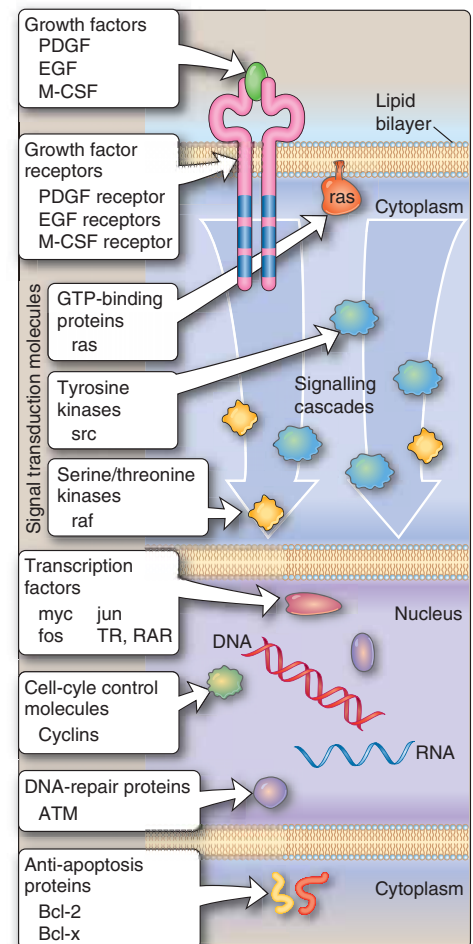 Growth factors
PDGF
EGF
M-CSF
Lipid
bilayer
Growth factor
receptors
PDGF receptor
EGF receptors
M-CSF receptor
ras
Cytoplasm
Signal transduction molecules
GTP-binding
proteins
ras
Tyrosine
kinases
src
Signalling
cascades
Serine/threonine
kinases
raf
Transcription
factors
myc jun
fos TR, RAR
Nucleus
DNA
Cell-cyle control
molecules
Cyclins
RNA
DNA-repair proteins
ATM
Anti-apoptosis
proteins
Bcl-2
Bcl-x
Cytoplasm